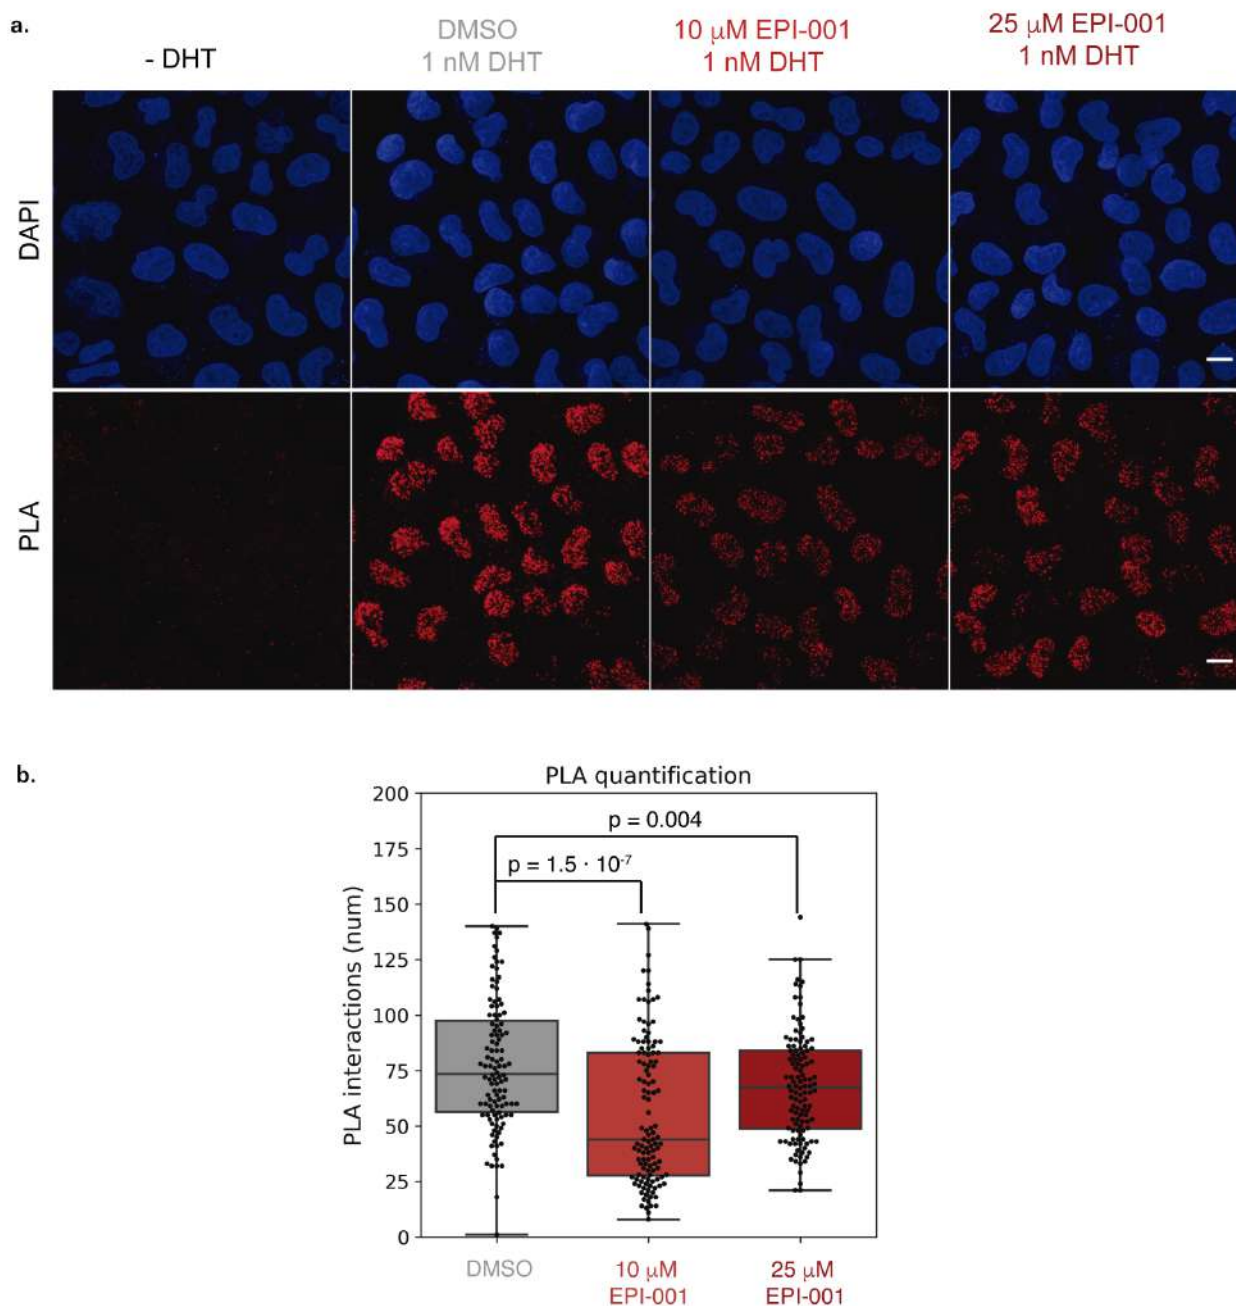 a.
- DHT
DMSO
1 nM DHT
10 μM EPI-001
1 nM DHT
25 μM EPI-001
1 nM DHT
DAPI
PLA
b.
PLA quantification
PLA interactions (num)
200
175
150
125
100
75
50
25
0
p = 0.004
p = 1.5 · 10⁻⁷
DMSO
10 μM
EPI-001
25 μM
EPI-001